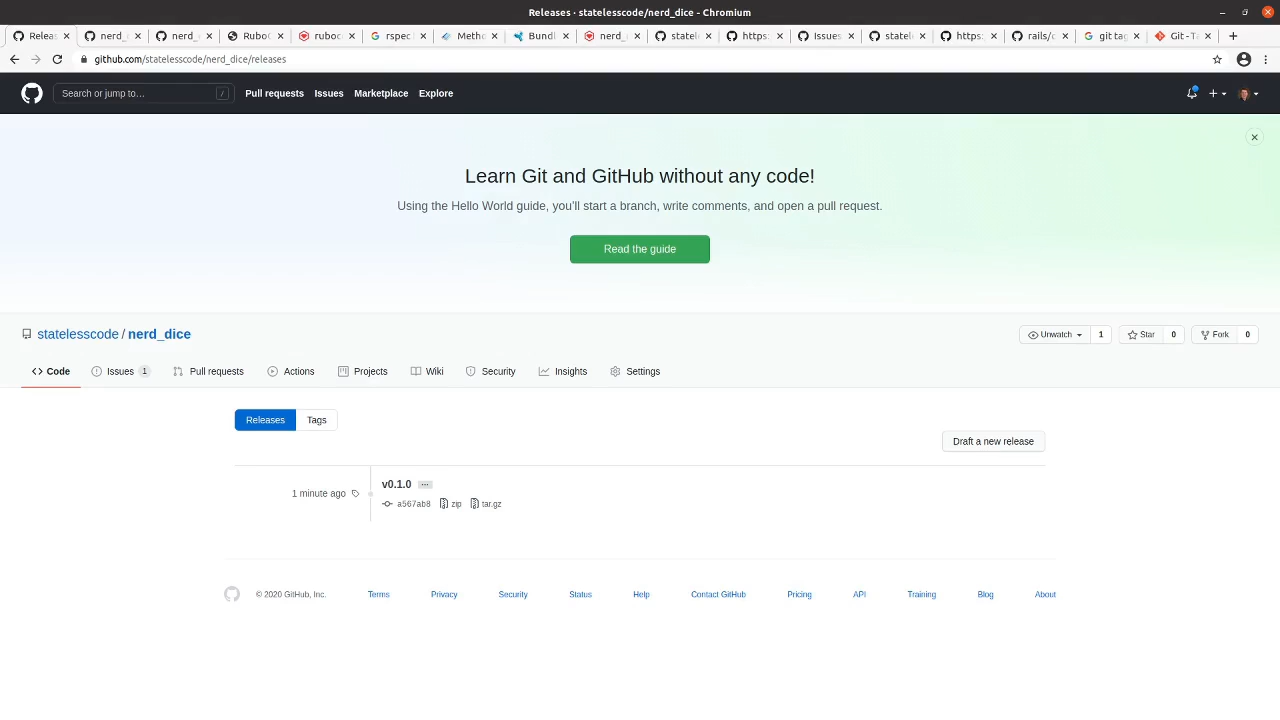 Releases · statelesscode/nerd_dice - Chromium
Releas nerd_ nerd_ RuboC ruboc rspec Metho Bundl nerd_ statel https: Issues statel https: rails/ git tag Git - Ta
github.com/statelesscode/nerd_dice/releases
Search or jump to… / Pull requests Issues Marketplace Explore
Learn Git and GitHub without any code!
Using the Hello World guide, you’ll start a branch, write comments, and open a pull request.
Read the guide
statelesscode / nerd_dice Unwatch 1 Star 0 Fork 0
Code Issues 1 Pull requests Actions Projects Wiki Security Insights Settings
Releases Tags
Draft a new release
v0.1.0 …
1 minute ago
a567ab8 zip tar.gz
© 2020 GitHub, Inc. Terms Privacy Security Status Help Contact GitHub Pricing API Training Blog About